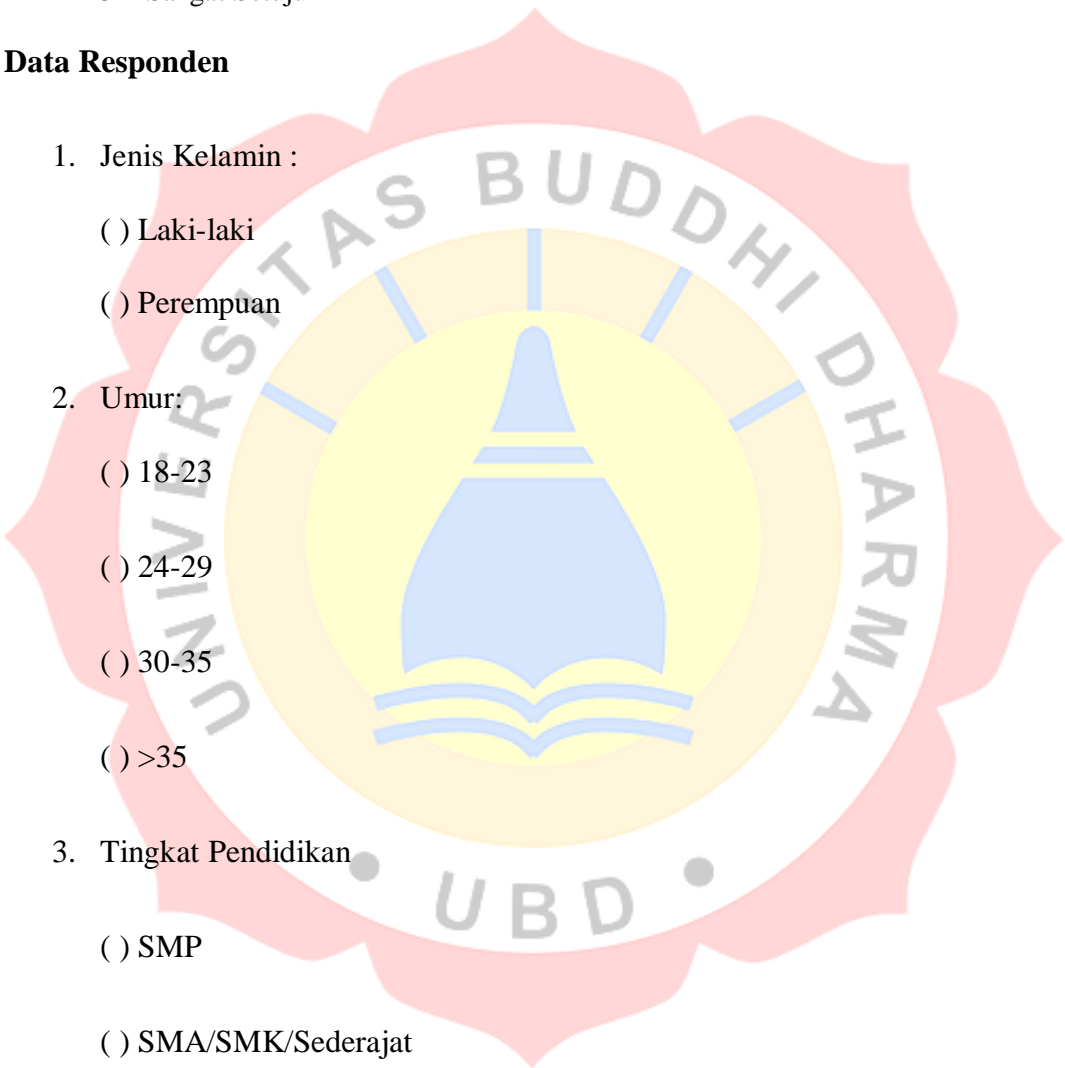 Data Responden
1. Jenis Kelamin :
( ) Laki-laki
( ) Perempuan
2. Umur:
( ) 18-23
( ) 24-29
( ) 30-35
( ) >35
3. Tingkat Pendidikan
( ) SMP
( ) SMA/SMK/Sederajat
UNIVERSITAS BUDDHI DHARMA
• UBD •